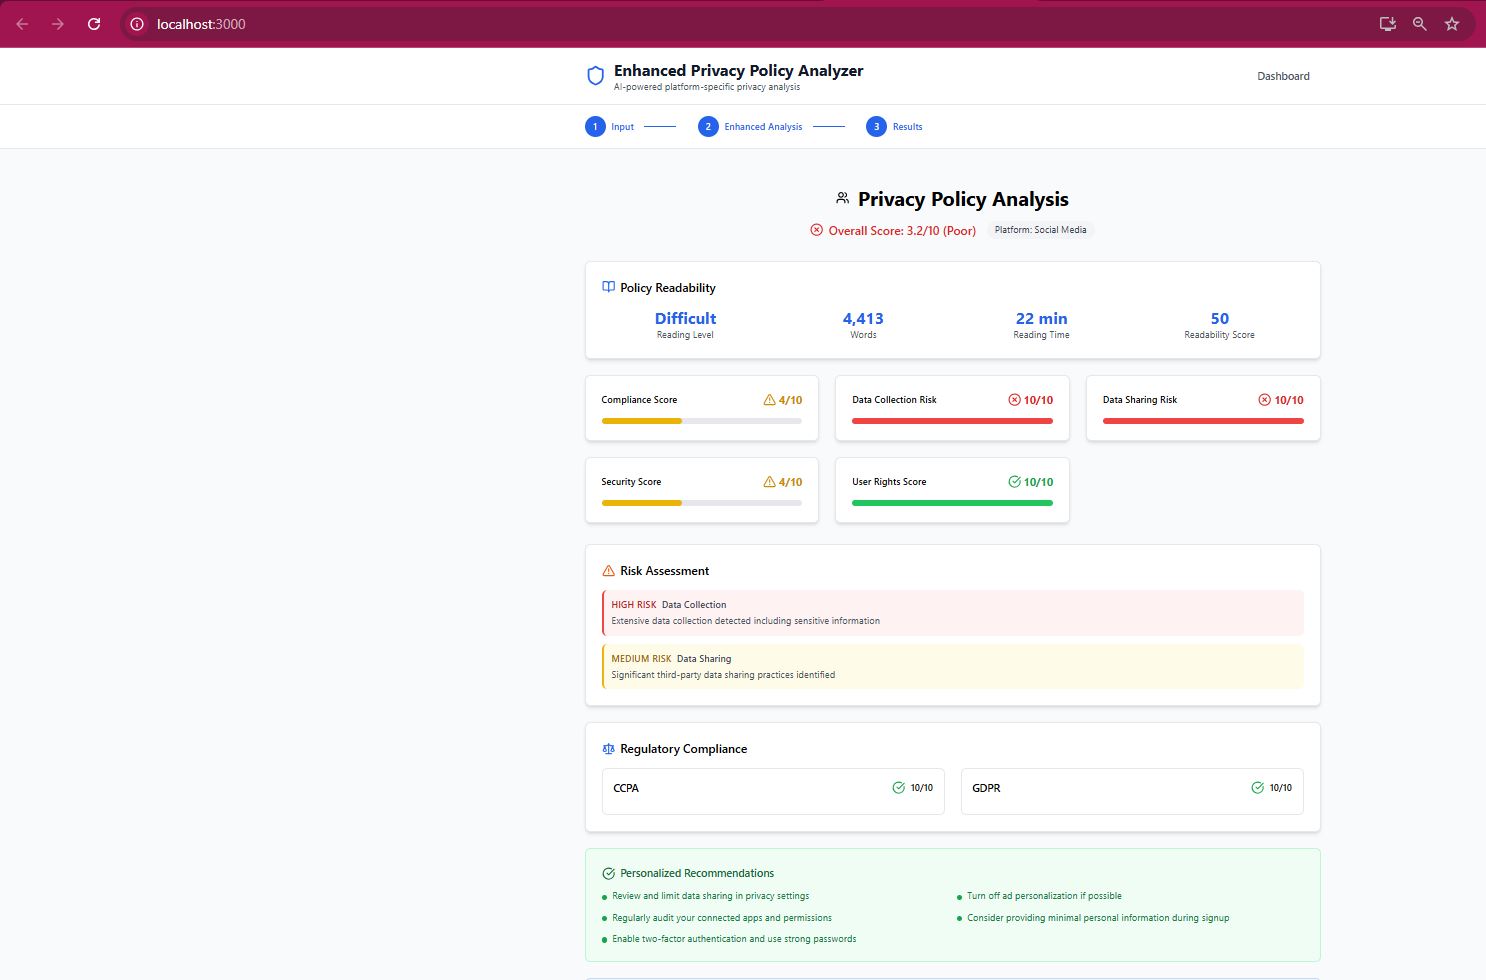 localhost:3000
Enhanced Privacy Policy Analyzer
AI-powered platform-specific privacy analysis
Dashboard
1 Input
2 Enhanced Analysis
3 Results
Privacy Policy Analysis
Overall Score: 3.2/10 (Poor)
Platform: Social Media
Policy Readability
Difficult
Reading Level
4,413
Words
22 min
Reading Time
50
Readability Score
Compliance Score 4/10
Data Collection Risk 10/10
Data Sharing Risk 10/10
Security Score 4/10
User Rights Score 10/10
Risk Assessment
HIGH RISK Data Collection
Extensive data collection detected including sensitive information
MEDIUM RISK Data Sharing
Significant third-party data sharing practices identified
Regulatory Compliance
CCPA 10/10
GDPR 10/10
Personalized Recommendations
Review and limit data sharing in privacy settings
Turn off ad personalization if possible
Regularly audit your connected apps and permissions
Consider providing minimal personal information during signup
Enable two-factor authentication and use strong passwords